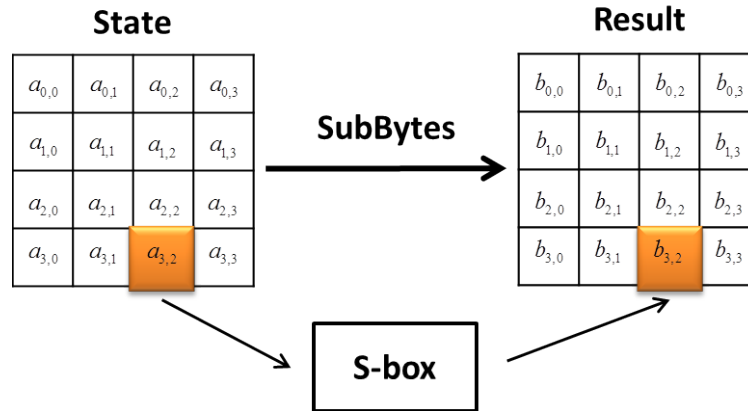 State
Result
a0,0 a0,1 a0,2 a0,3
a1,0 a1,1 a1,2 a1,3
a2,0 a2,1 a2,2 a2,3
a3,0 a3,1 a3,2 a3,3
SubBytes
b0,0 b0,1 b0,2 b0,3
b1,0 b1,1 b1,2 b1,3
b2,0 b2,1 b2,2 b2,3
b3,0 b3,1 b3,2 b3,3
S-box